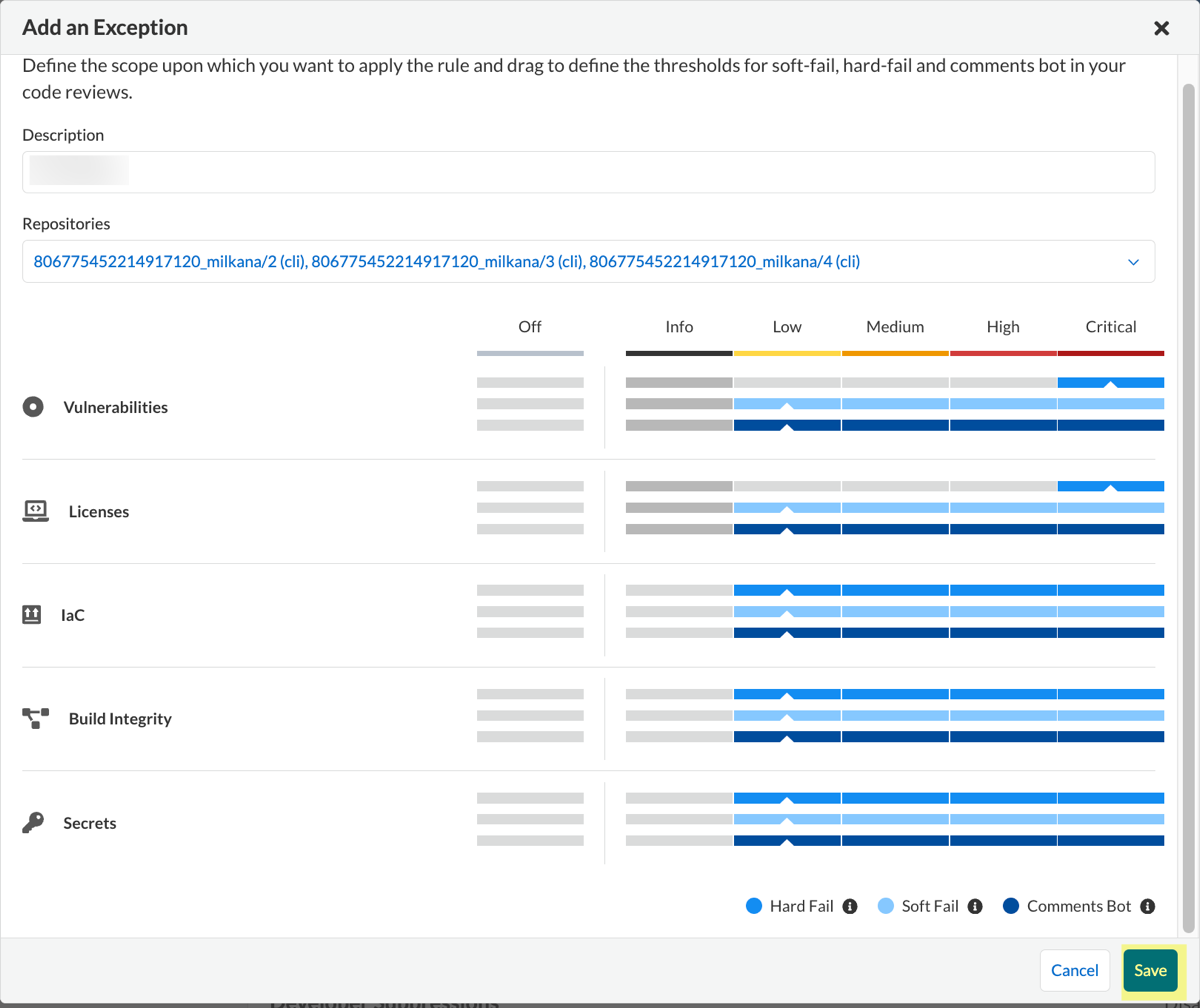 Add an Exception
Define the scope upon which you want to apply the rule and drag to define the thresholds for soft-fail, hard-fail and comments bot in your
code reviews.
Description
Repositories
806775452214917120_milkana/2 (cli), 806775452214917120_milkana/3 (cli), 806775452214917120_milkana/4 (cli)
Off Info Low Medium High Critical
Vulnerabilities
Licenses
IaC
Build Integrity
Secrets
Hard Fail Soft Fail Comments Bot
Cancel Save
Developer Suppressions